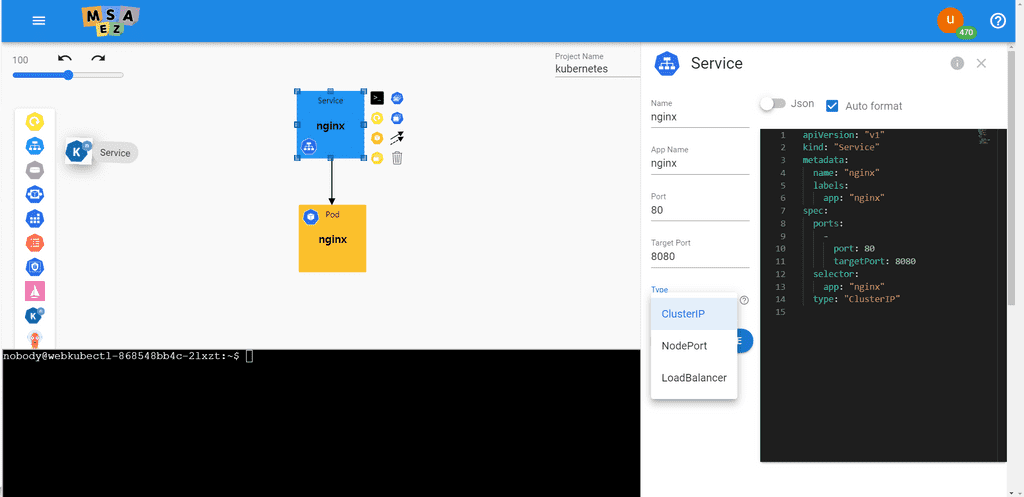 MSA
EZ
u
470
100
Project Name
kubernetes
Service
nginx
>_
K
n
Service
Pod
nginx
K
n
nobody@webkubectl-868548bb4c-2lxzt:~$
Service
Name
nginx
App Name
nginx
Port
80
Target Port
8080
Type
ClusterIP
NodePort
LoadBalancer
E
Json
Auto format
1 apiVersion: "v1"
2 kind: "Service"
3 metadata:
4 name: "nginx"
5 labels:
6 app: "nginx"
7 spec:
8 ports:
9 -
10 port: 80
11 targetPort: 8080
12 selector:
13 app: "nginx"
14 type: "ClusterIP"
15